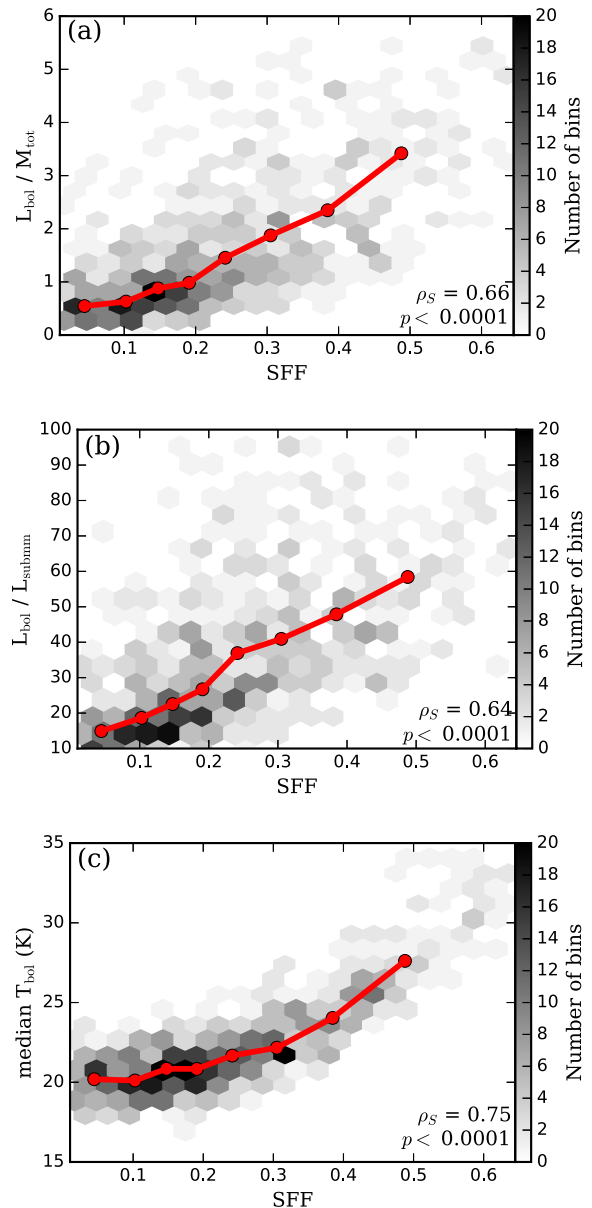 (a)
6
5
4
3
2
1
0
L_bol / M_tot
0.1 0.2 0.3 0.4 0.5 0.6
SFF
ρ_S = 0.66
p < 0.0001
20
18
16
14
12
10
8
6
4
2
0
Number of bins
(b)
100
90
80
70
60
50
40
30
20
10
L_bol / L_submm
0.1 0.2 0.3 0.4 0.5 0.6
SFF
ρ_S = 0.64
p < 0.0001
20
18
16
14
12
10
8
6
4
2
0
Number of bins
(c)
35
30
25
20
15
median T_bol (K)
0.1 0.2 0.3 0.4 0.5 0.6
SFF
ρ_S = 0.75
p < 0.0001
20
18
16
14
12
10
8
6
4
2
0
Number of bins